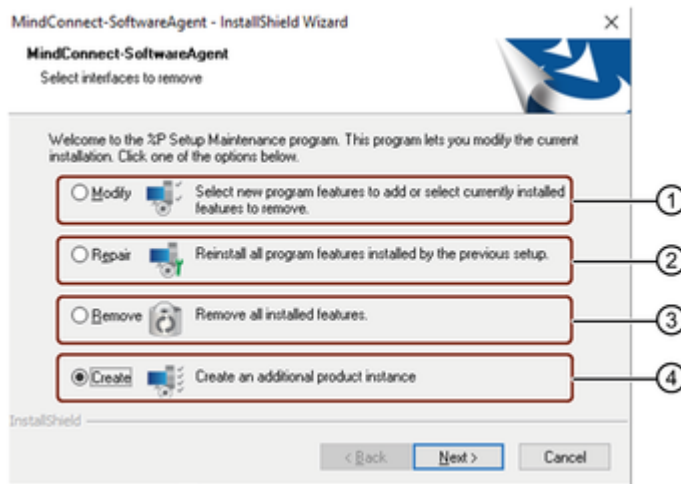 MindConnect-SoftwareAgent - InstallShield Wizard
MindConnect-SoftwareAgent
Select interfaces to remove
Welcome to the %P Setup Maintenance program. This program lets you modify the current
installation. Click one of the options below.
Modify
Select new program features to add or select currently installed
features to remove.
1
Repair
Reinstall all program features installed by the previous setup.
2
Remove
Remove all installed features.
3
Create
Create an additional product instance
4
InstallShield
< Back
Next >
Cancel